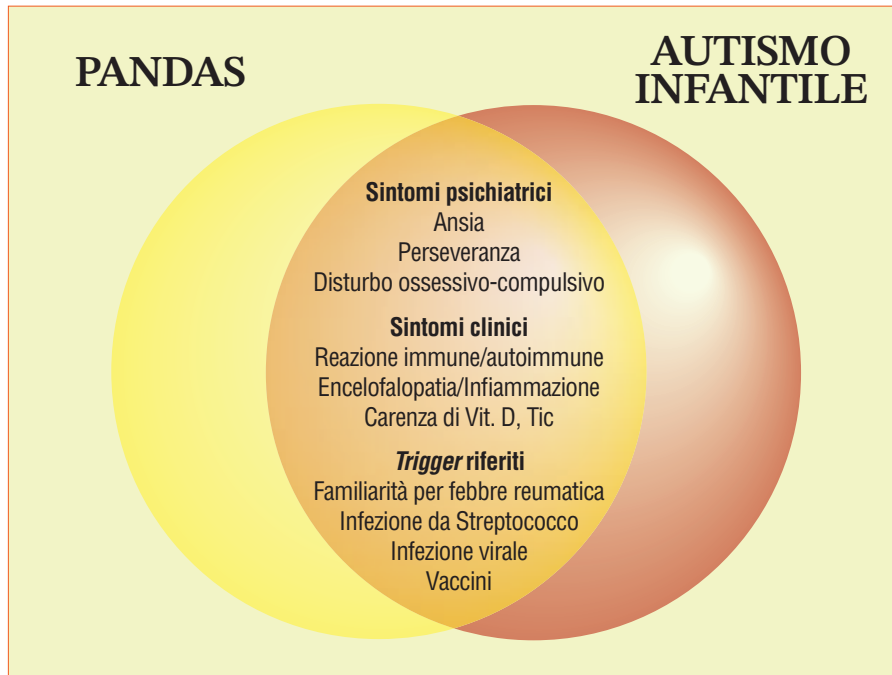 PANDAS
AUTISMO
INFANTILE
Sintomi psichiatrici
Ansia
Perseveranza
Disturbo ossessivo-compulsivo
Sintomi clinici
Reazione immune/autoimmune
Encelofalopatia/Infiammazione
Carenza di Vit. D, Tic
Trigger riferiti
Familiarità per febbre reumatica
Infezione da Streptococco
Infezione virale
Vaccini